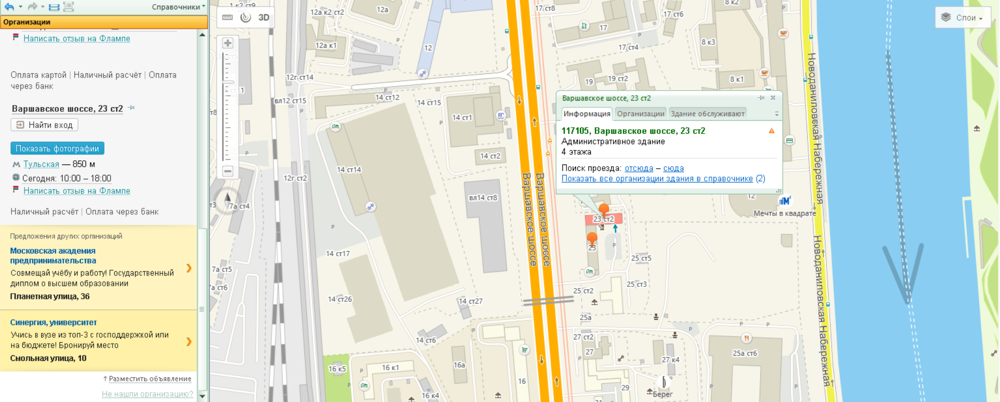 Справочники
Организации
Написать отзыв на Флампе
Оплата картой | Наличный расчёт | Оплата
через банк
Варшавское шоссе, 23 ст2
Найти вход
Показать фотографии
Тульская — 850 м
Сегодня: 10:00 – 18:00
Написать отзыв на Флампе
Наличный расчёт | Оплата через банк
Предложения других организаций
Московская академия
предпринимательства
Совмещай учёбу и работу! Государственный
диплом о высшем образовании
Планетная улица, 36
Синергия, университет
Учись в вузе из топ-3 с господдержкой или
на бюджете! Бронируй место
Смольная улица, 10
Разместить объявление
Не нашли организацию?
3D
Слои
12а к2 ст2
12а
17 ст8
17 ст6
8 к2
17
12а к1
12
17 ст4
8 к3
12г ст14
19
19 ст2
8 к1
вл12 ст15
14 ст12
14 ст15
14 ст1
14 ст2
14 ст14
12г ст2
вл14 ст8
7а ст4
Варшавское шоссе
Варшавское шоссе
Варшавское шоссе, 23 ст2
Информация
Организации
Здание обслуживают
117105, Варшавское шоссе, 23 ст2
Административное здание
4 этажа
Поиск проезда: отсюда – сюда
Показать все организации здания в справочнике (2)
12
Мечты в квадрате
23 ст2
23
14 ст17
25 ст5
7а ст5
7а ст6
25 ст2
25 ст3
14 ст26
14 ст27
25а
14 ст6
27 ст2
27
27 к4
25а ст6
16 к5
16 к1
16а
16
29
Берег
16 к4
31
Новоданиловская Набережная
Новоданиловская Набережная